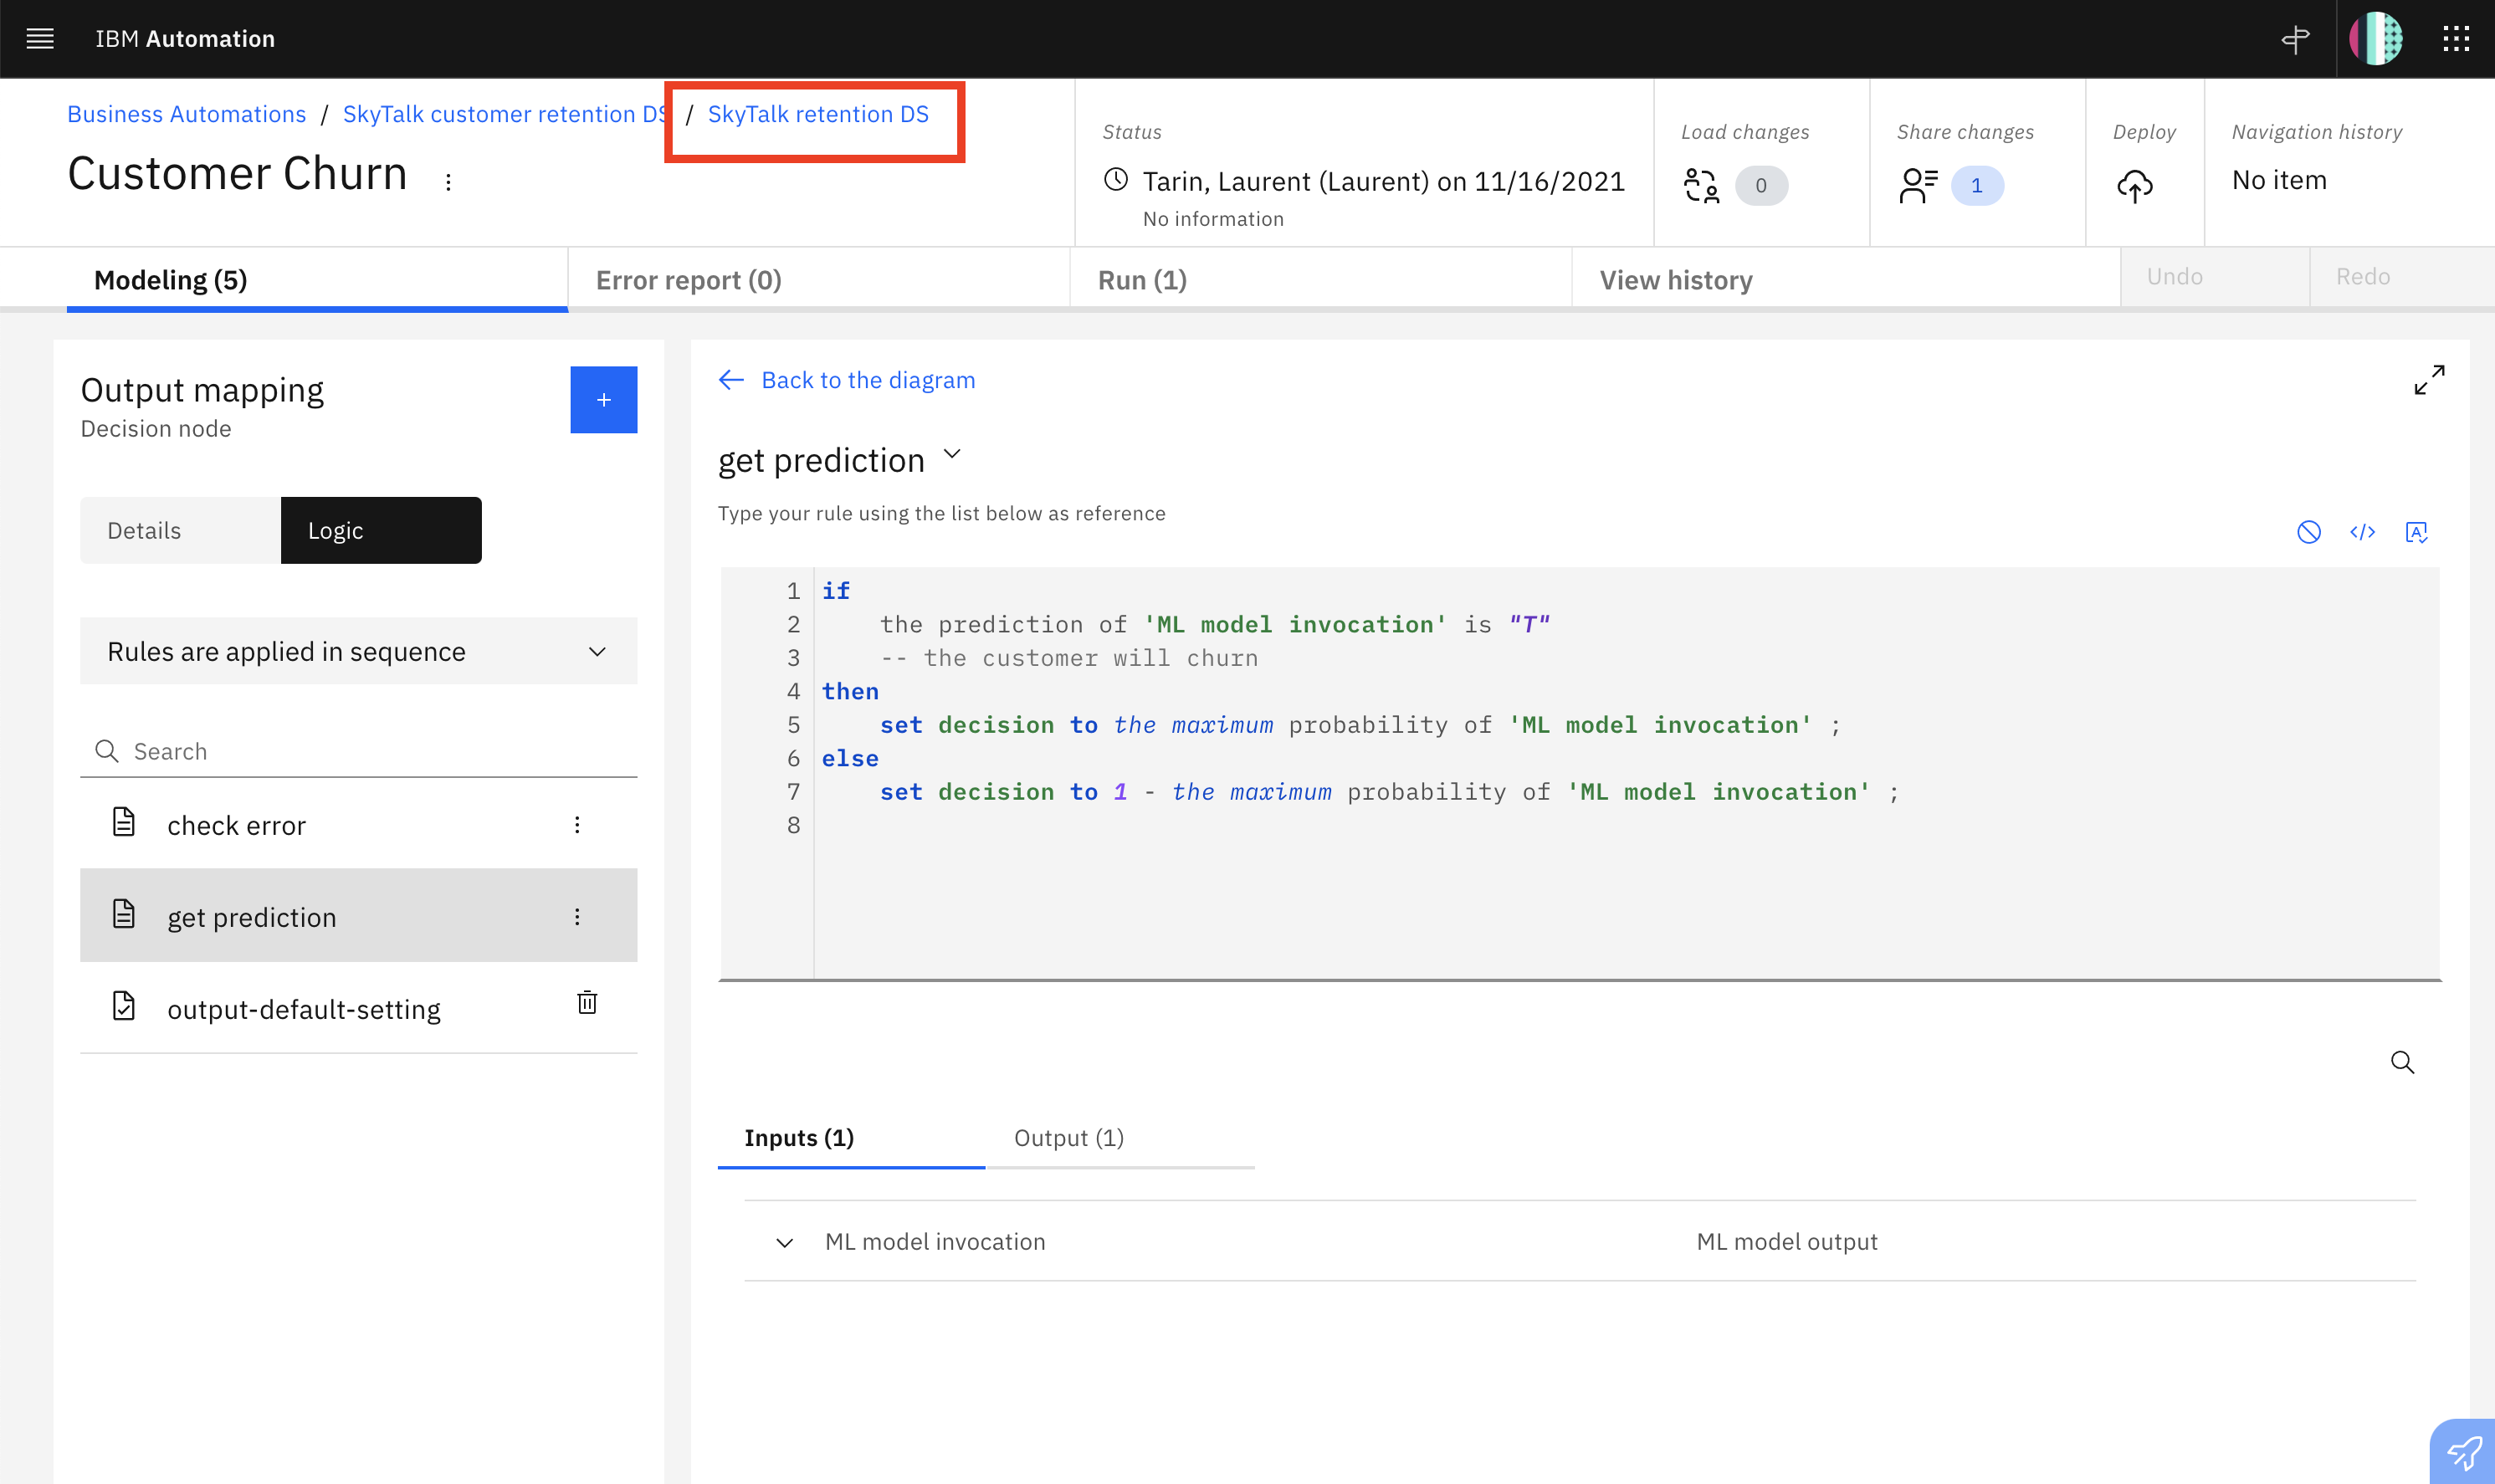 IBM Automation
Business Automations / SkyTalk customer retention DS / SkyTalk retention DS
Customer Churn
Status
Tarin, Laurent (Laurent) on 11/16/2021
No information
Load changes
0
Share changes
1
Deploy
Navigation history
No item
Modeling (5)
Error report (0)
Run (1)
View history
Undo
Redo
Output mapping
Decision node
+
Details
Logic
Rules are applied in sequence
Search
check error
get prediction
output-default-setting
Back to the diagram
get prediction
Type your rule using the list below as reference
1 if
2 the prediction of 'ML model invocation' is "T"
3 -- the customer will churn
4 then
5 set decision to the maximum probability of 'ML model invocation' ;
6 else
7 set decision to 1 - the maximum probability of 'ML model invocation' ;
8
Inputs (1)
Output (1)
ML model invocation
ML model output